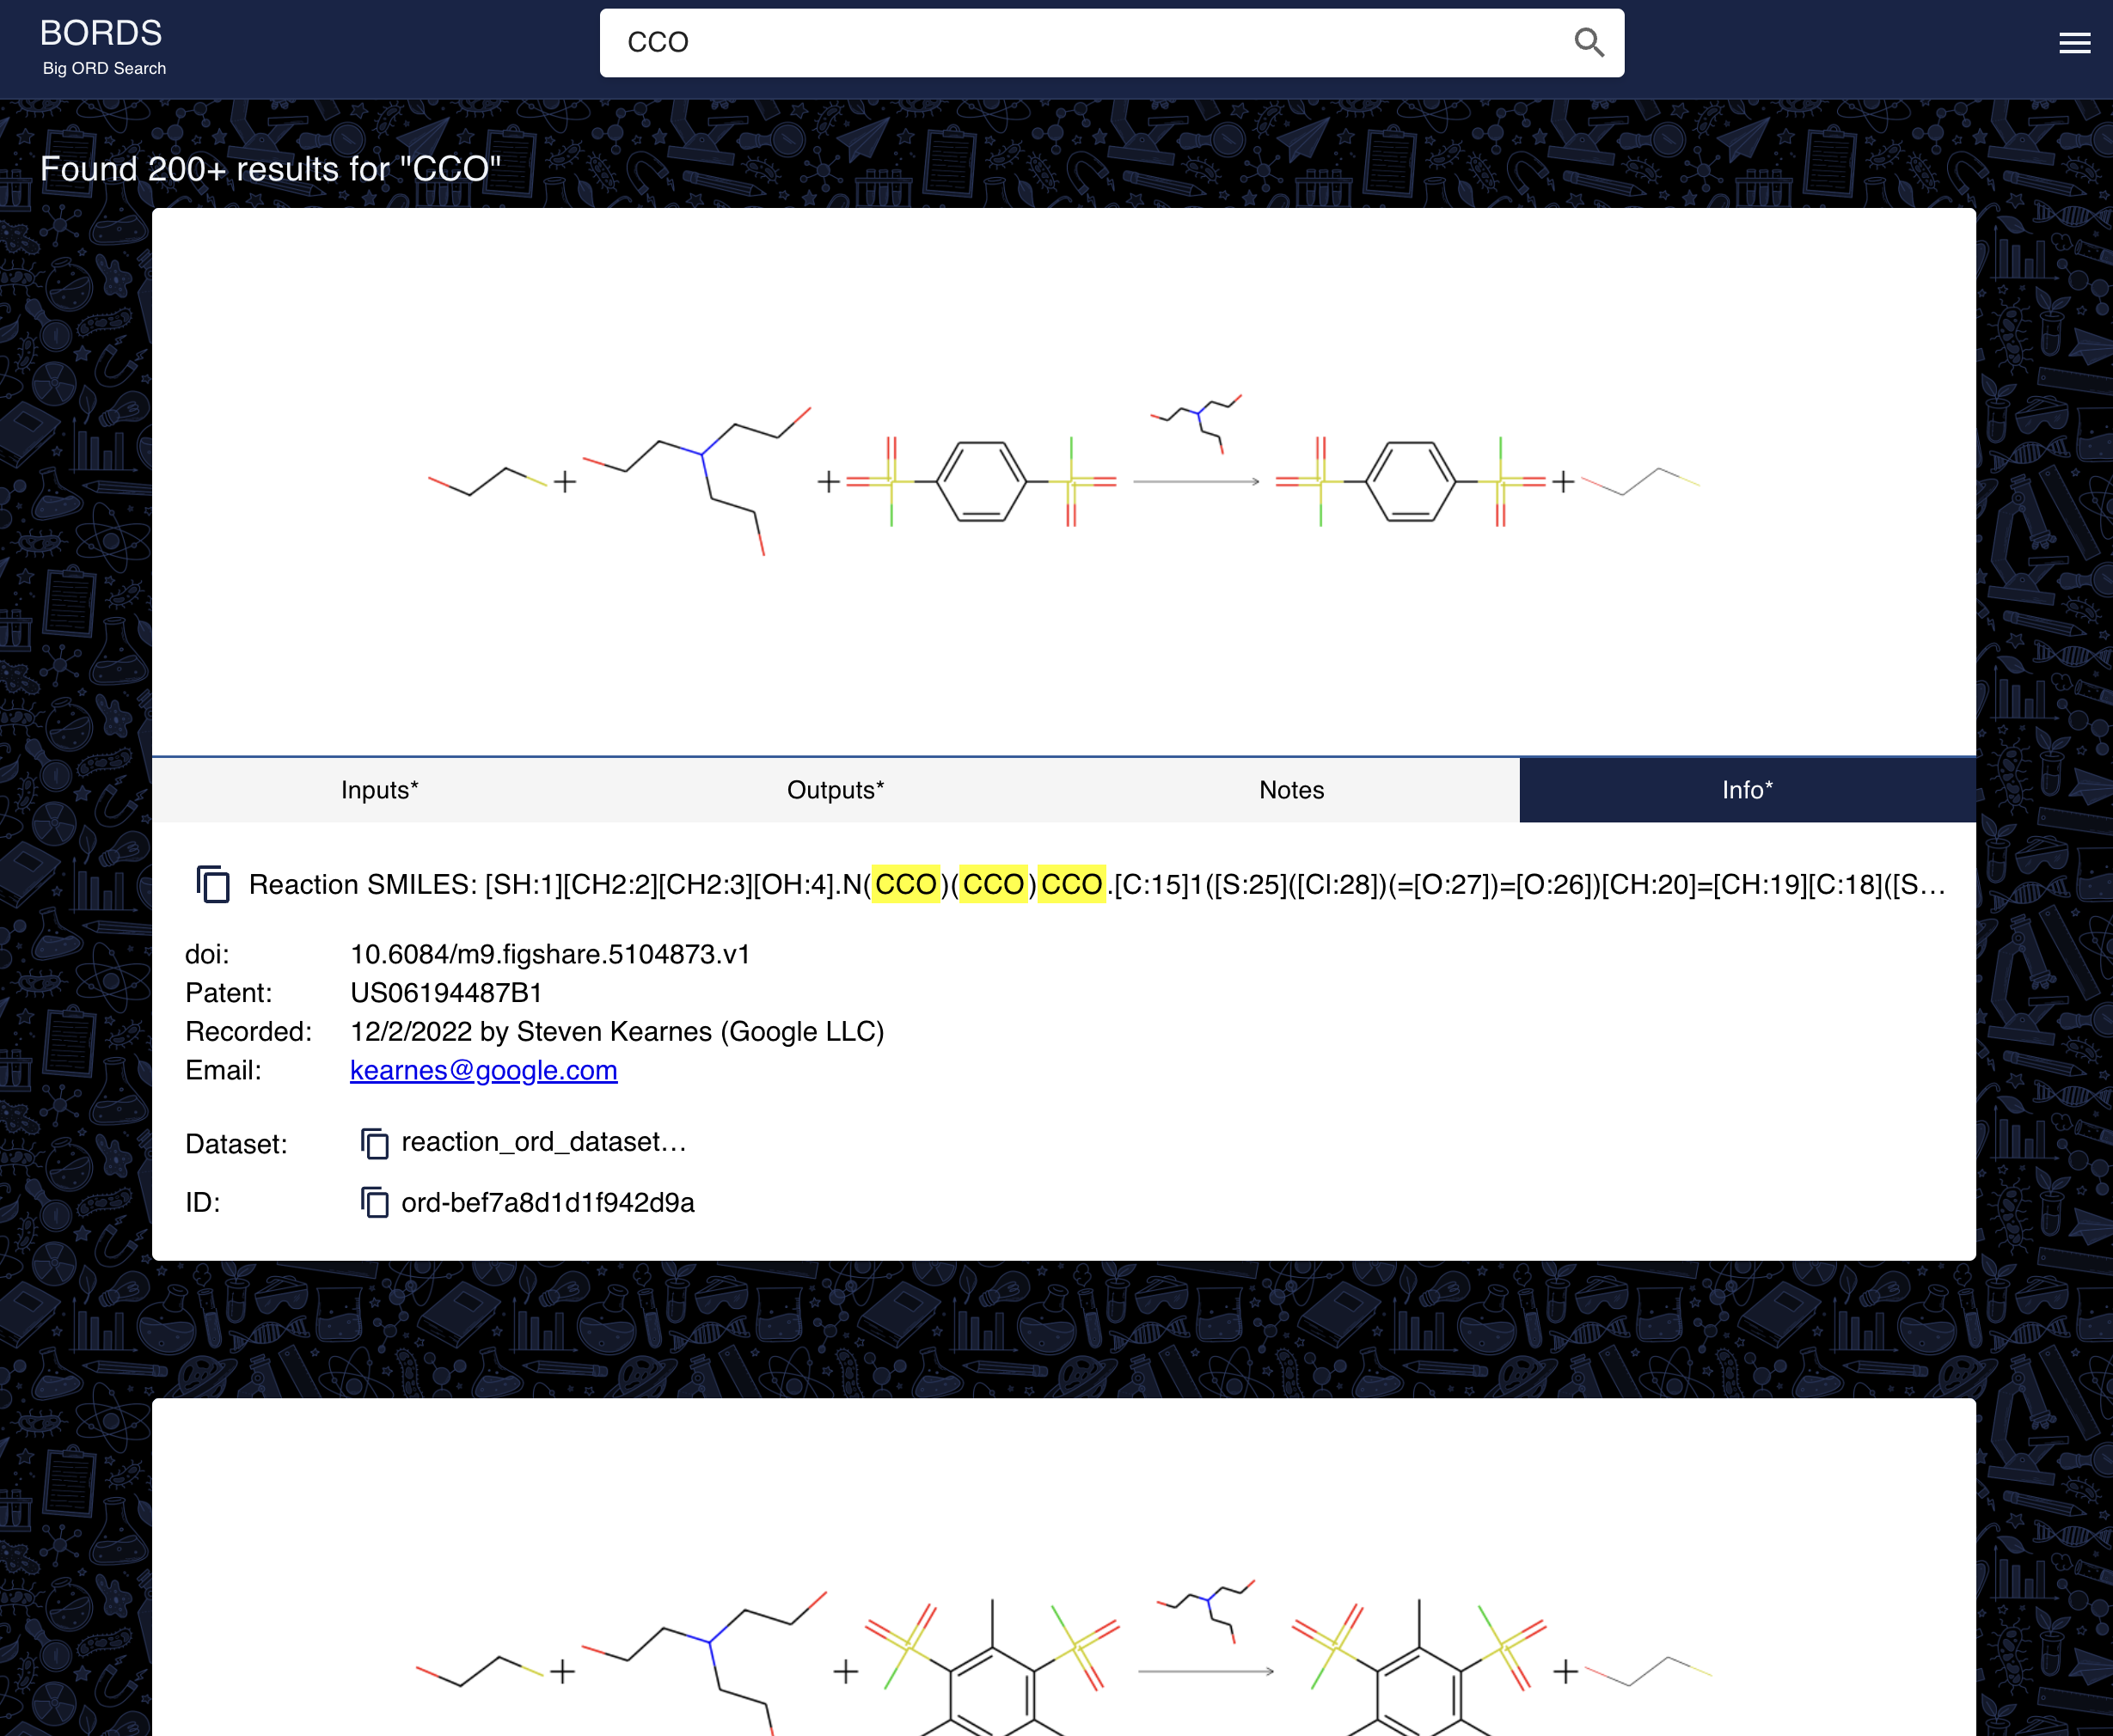 BORDS
Big ORD Search
CCO
Found 200+ results for "CCO"
+ + +
Inputs* Outputs* Notes Info*
Reaction SMILES: [SH:1][CH2:2][CH2:3][OH:4].N(CCO)(CCO)CCO.[C:15]1([S:25]([Cl:28])(=[O:27])=[O:26])[CH:20]=[CH:19][C:18]([S…
doi: 10.6084/m9.figshare.5104873.v1
Patent: US06194487B1
Recorded: 12/2/2022 by Steven Kearnes (Google LLC)
Email: kearnes@google.com
Dataset: reaction_ord_dataset…
ID: ord-bef7a8d1d1f942d9a
+ + +